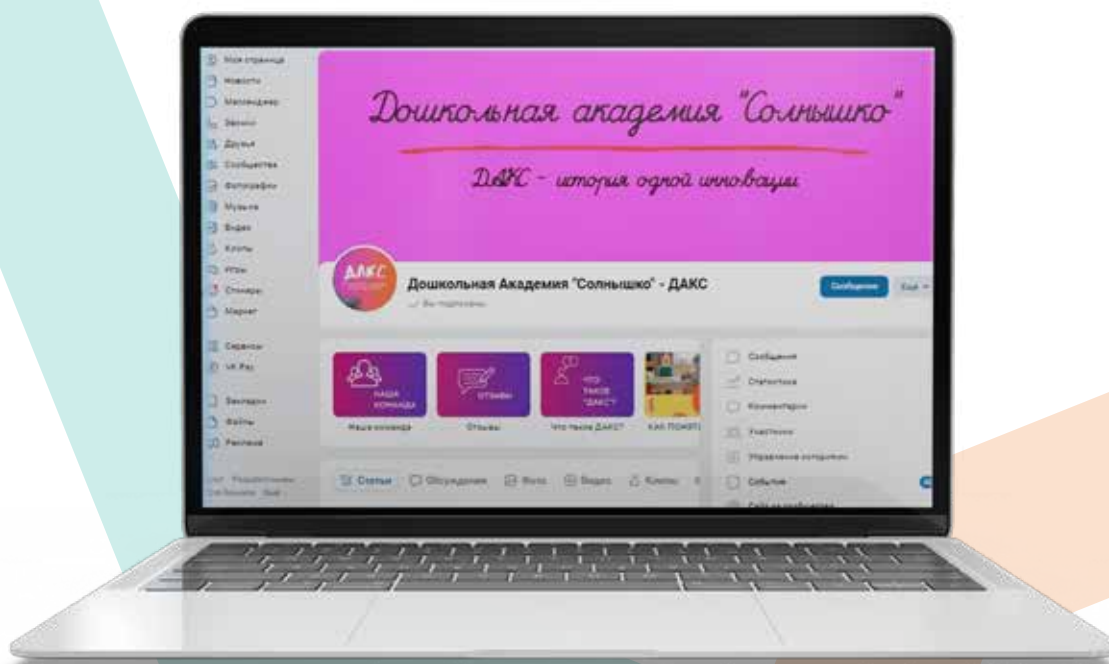 Моя страница
Новости
Мессенджер
Звонки
Друзья
Сообщества
Фотографии
Музыка
Видео
Клипы
Игры
Стикеры
Маркет
Сервисы
VK Pay
Закладки
Файлы
Реклама
Дошкольная академия "Солнышко"
ДАКС - история одной инновации
ДАКС
Дошкольная Академия "Солнышко" - ДАКС
Вы подписаны
Сообщение
Ещё
НАША
КОМАНДА
ОТЗЫВЫ
ЧТО
ТАКОЕ
"ДАКС"?
Наша команда
Отзывы
Что такое ДАКС?
КАК ПОНЯТЬ
Статьи
Обсуждения
Фото
Видео
Клипы
Сообщения
Статистика
Комментарии
Участники
Управление историями
События